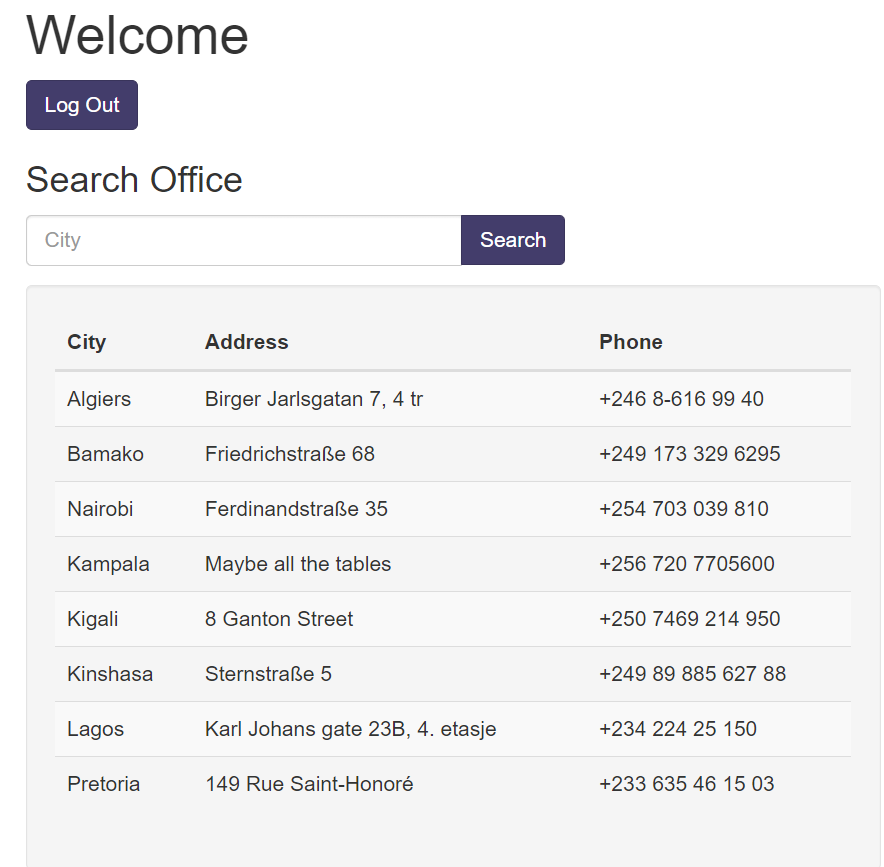 Welcome
Log Out
Search Office
City Search
City Address Phone
Algiers Birger Jarlsgatan 7, 4 tr +246 8-616 99 40
Bamako Friedrichstraße 68 +249 173 329 6295
Nairobi Ferdinandstraße 35 +254 703 039 810
Kampala Maybe all the tables +256 720 7705600
Kigali 8 Ganton Street +250 7469 214 950
Kinshasa Sternstraße 5 +249 89 885 627 88
Lagos Karl Johans gate 23B, 4. etasje +234 224 25 150
Pretoria 149 Rue Saint-Honoré +233 635 46 15 03